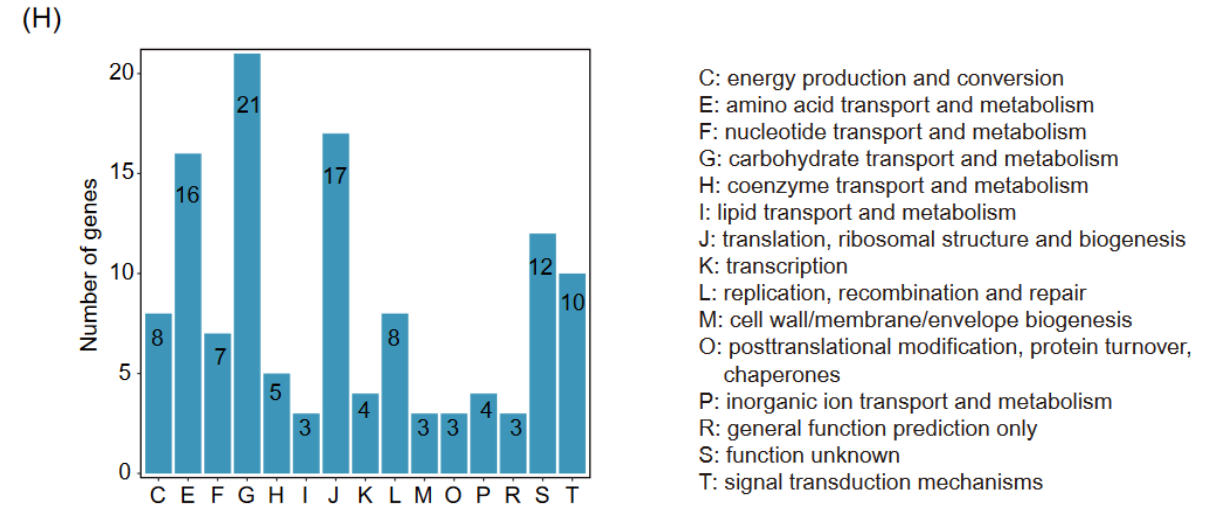 (H)
Number of genes
20
15
10
5
0
8
16
7
21
5
3
17
4
8
3
3
4
3
12
10
C E F G H I J K L M O P R S T
C: energy production and conversion
E: amino acid transport and metabolism
F: nucleotide transport and metabolism
G: carbohydrate transport and metabolism
H: coenzyme transport and metabolism
I: lipid transport and metabolism
J: translation, ribosomal structure and biogenesis
K: transcription
L: replication, recombination and repair
M: cell wall/membrane/envelope biogenesis
O: posttranslational modification, protein turnover,
chaperones
P: inorganic ion transport and metabolism
R: general function prediction only
S: function unknown
T: signal transduction mechanisms